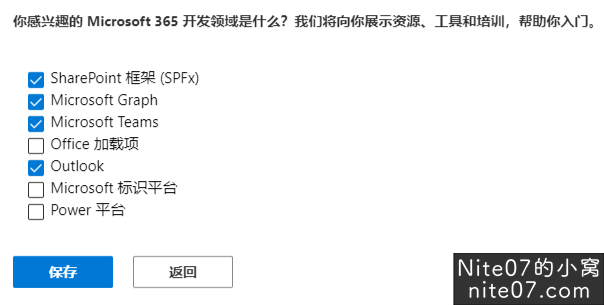 你感兴趣的 Microsoft 365 开发领域是什么？我们将向你展示资源、工具和培训，帮助你入门。
SharePoint 框架 (SPFx)
Microsoft Graph
Microsoft Teams
Office 加载项
Outlook
Microsoft 标识平台
Power 平台
保存
返回
Nite07的小窝
nite07.com